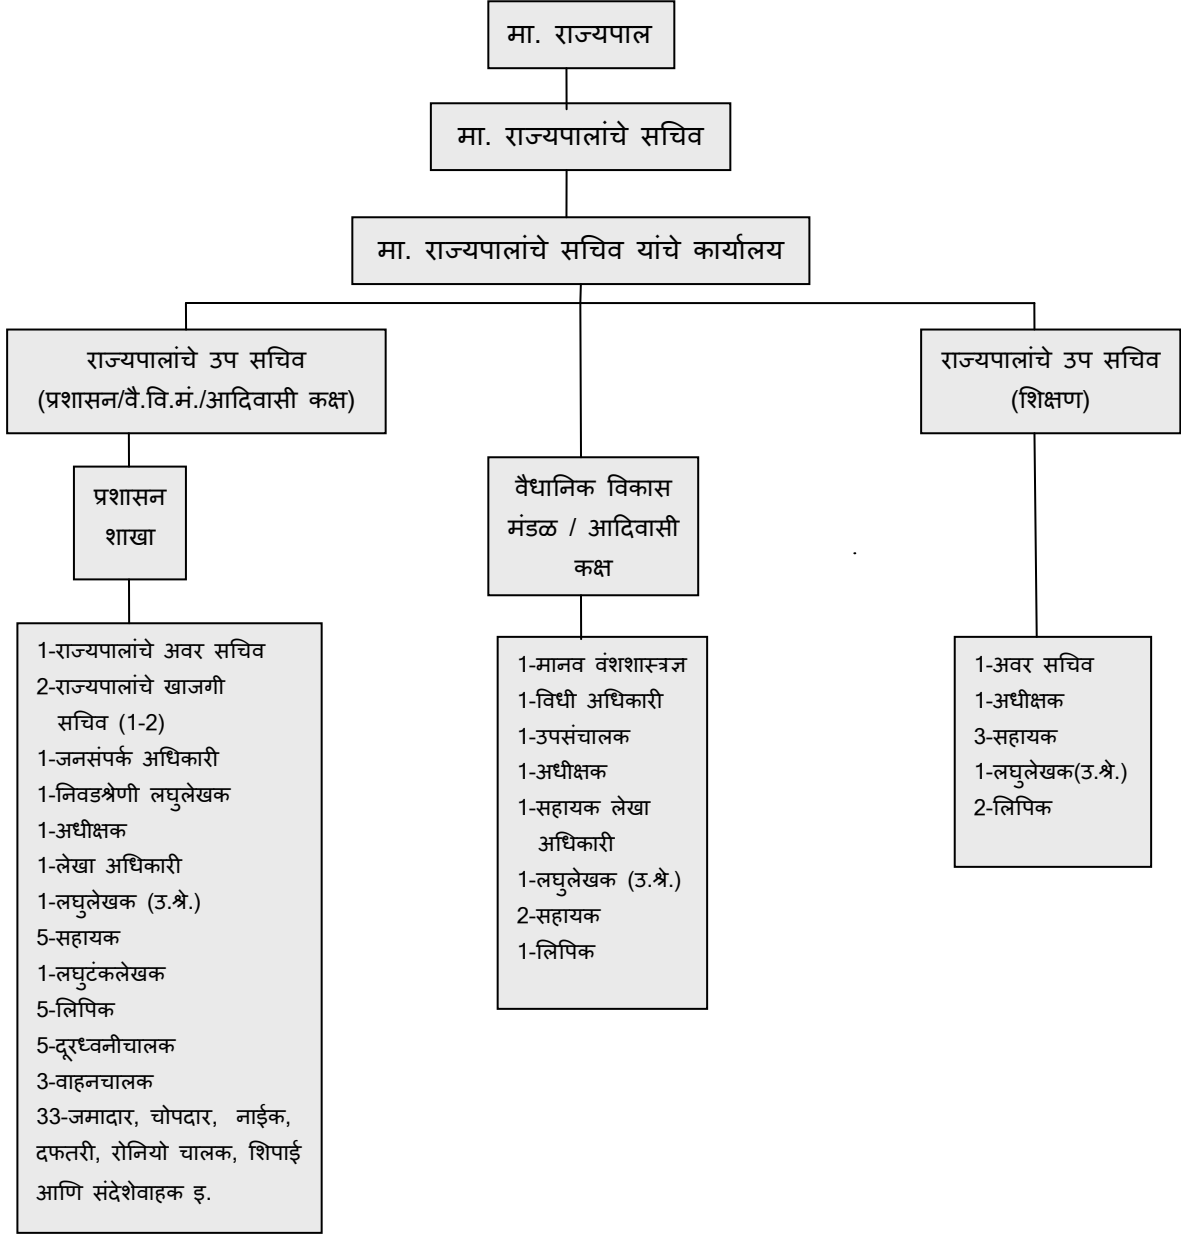 मा. राज्यपाल
मा. राज्यपालांचे सचिव
मा. राज्यपालांचे सचिव यांचे कार्यालय
राज्यपालांचे उप सचिव
(प्रशासन/वै.वि.मं./आदिवासी कक्ष)
राज्यपालांचे उप सचिव
(शिक्षण)
प्रशासन
शाखा
वैधानिक विकास
मंडळ / आदिवासी
कक्ष
1-राज्यपालांचे अवर सचिव
2-राज्यपालांचे खाजगी
सचिव (1-2)
1-जनसंपर्क अधिकारी
1-निवडश्रेणी लघुलेखक
1-अधीक्षक
1-लेखा अधिकारी
1-लघुलेखक (उ.श्रे.)
5-सहायक
1-लघुटंकलेखक
5-लिपिक
5-दूरध्वनीचालक
3-वाहनचालक
33-जमादार, चोपदार, नाईक,
दफतरी, रोनियो चालक, शिपाई
आणि संदेशेवाहक इ.
1-मानव वंशशास्त्रज्ञ
1-विधी अधिकारी
1-उपसंचालक
1-अधीक्षक
1-सहायक लेखा
अधिकारी
1-लघुलेखक (उ.श्रे.)
2-सहायक
1-लिपिक
1-अवर सचिव
1-अधीक्षक
3-सहायक
1-लघुलेखक(उ.श्रे.)
2-लिपिक